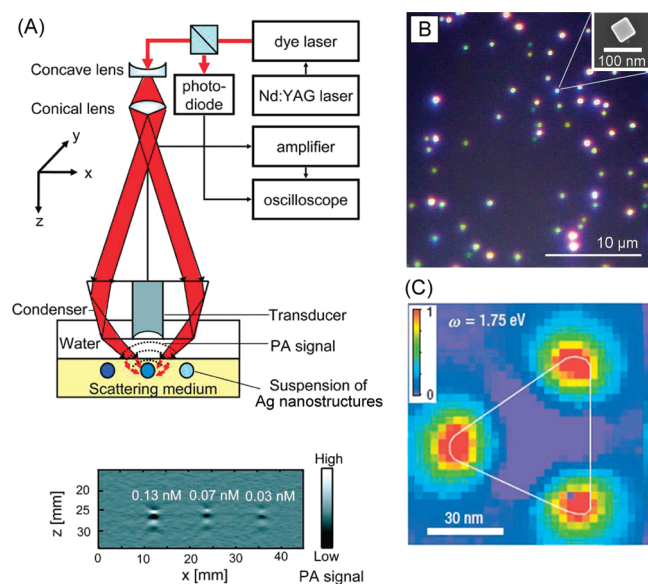 (A)
dye laser
Concave lens
photo-
diode
Nd:YAG laser
Conical lens
amplifier
oscilloscope
y
x
z
Condenser
Transducer
Water
PA signal
Scattering medium
Suspension of
Ag nanostructures
15
20
25
30
z [mm]
0.13 nM
0.07 nM
0.03 nM
0
10
20
30
40
x [mm]
High
Low
PA signal
B
100 nm
10 μm
(C)
1
0
ω = 1.75 eV
30 nm